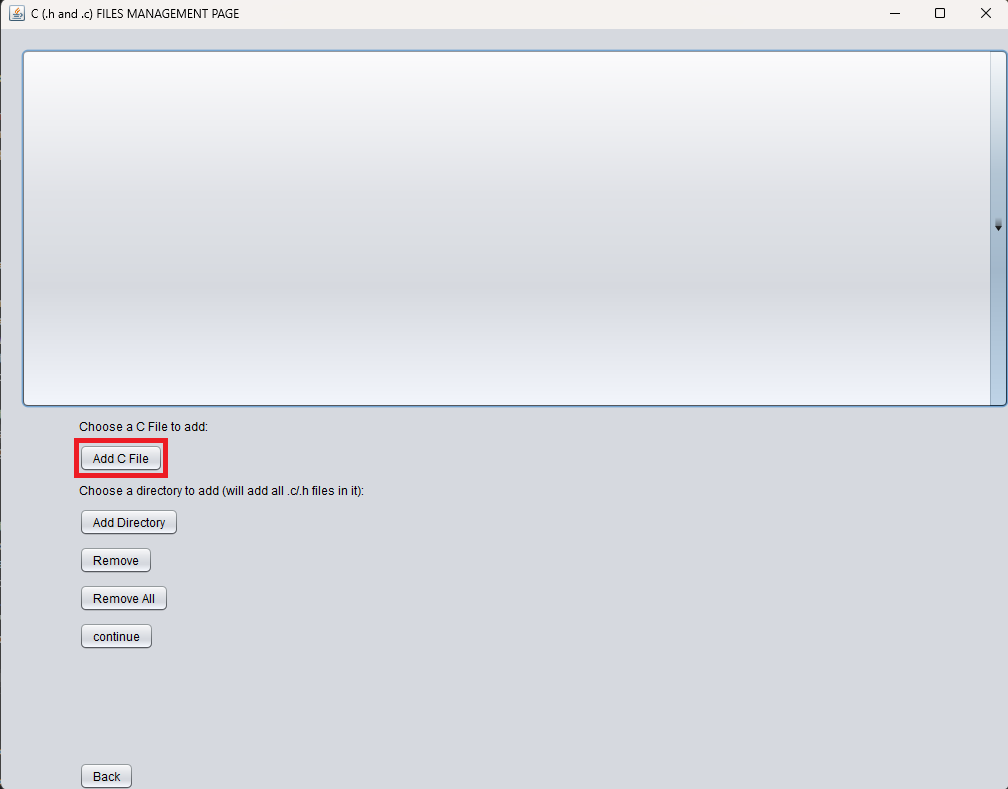 C (.h and .c) FILES MANAGEMENT PAGE
Choose a C File to add:
Add C File
Choose a directory to add (will add all .c/.h files in it):
Add Directory
Remove
Remove All
continue
Back